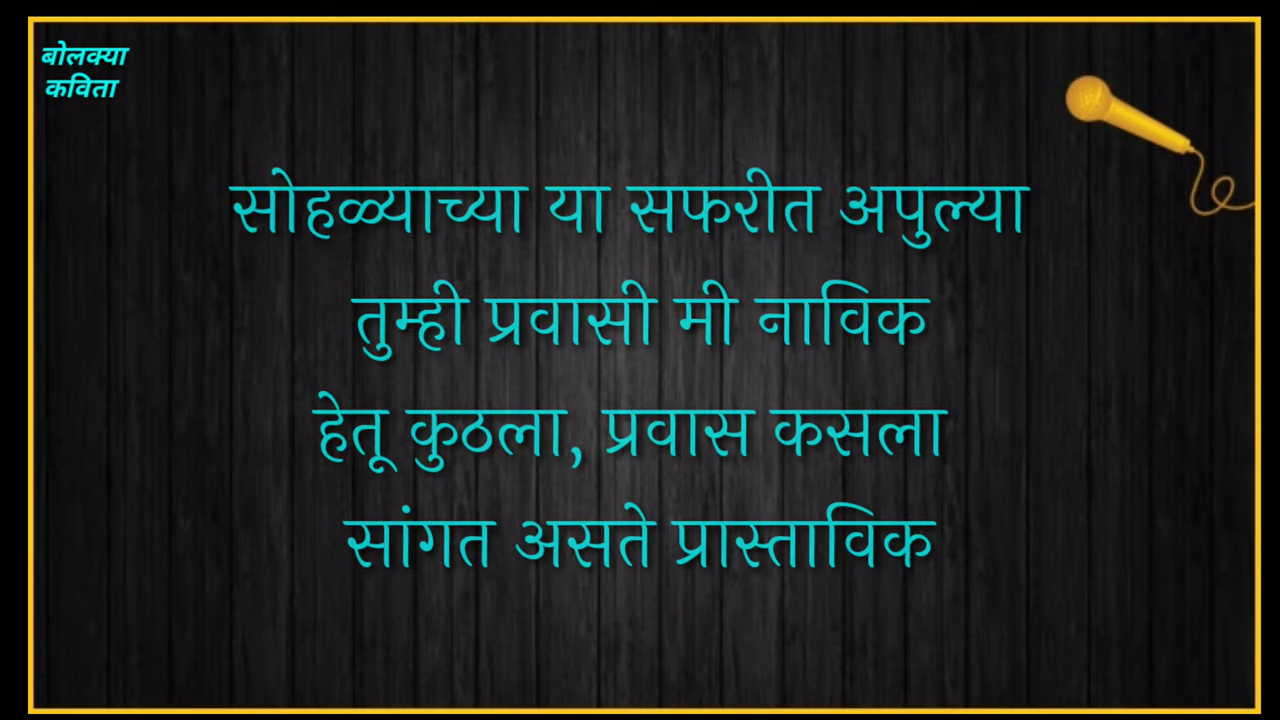 बोलक्या
कविता
सोहळ्याच्या या सफरीत अपुल्या
तुम्ही प्रवासी मी नाविक
हेतू कुठला, प्रवास कसला
सांगत असते प्रास्ताविक